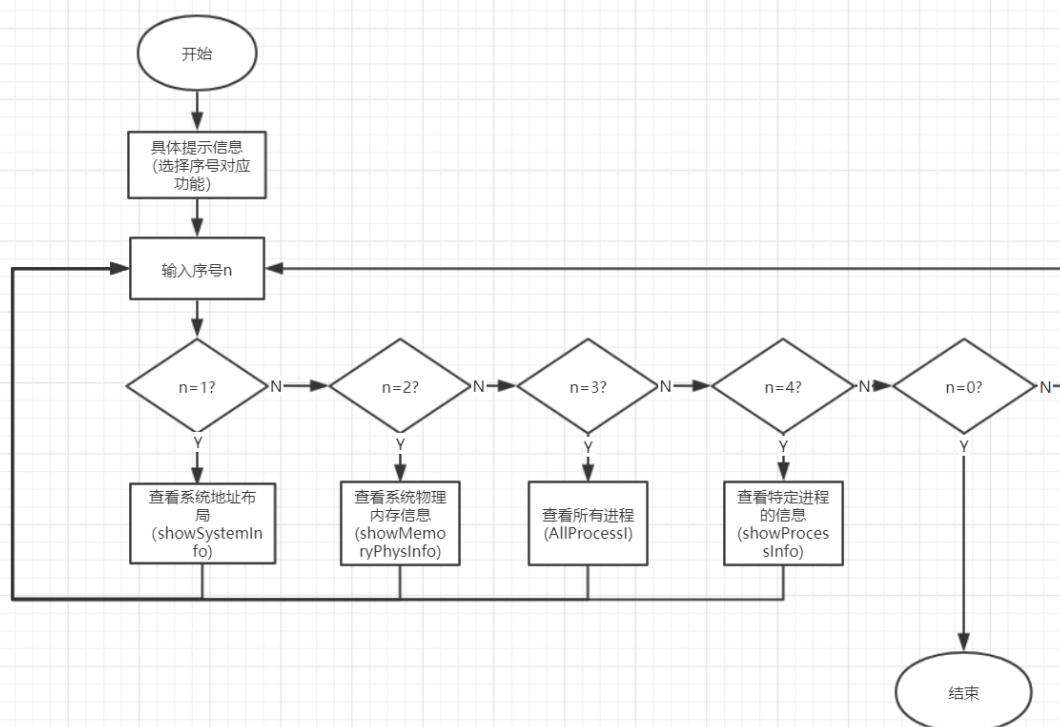 开始
具体提示信息
（选择序号对应
功能）
输入序号n
n=1?
N
n=2?
N
n=3?
N
n=4?
N
n=0?
N
Y
Y
Y
Y
Y
查看系统地址布
局
(showSystemIn
fo)
查看系统物理
内存信息
(showMemo
ryPhysInfo)
查看所有进程
(AllProcessI)
查看特定进程
的信息
(showProces
sInfo)
结束